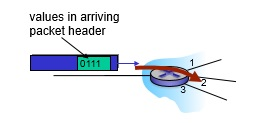 values in arriving
packet header
0111
1
2
3